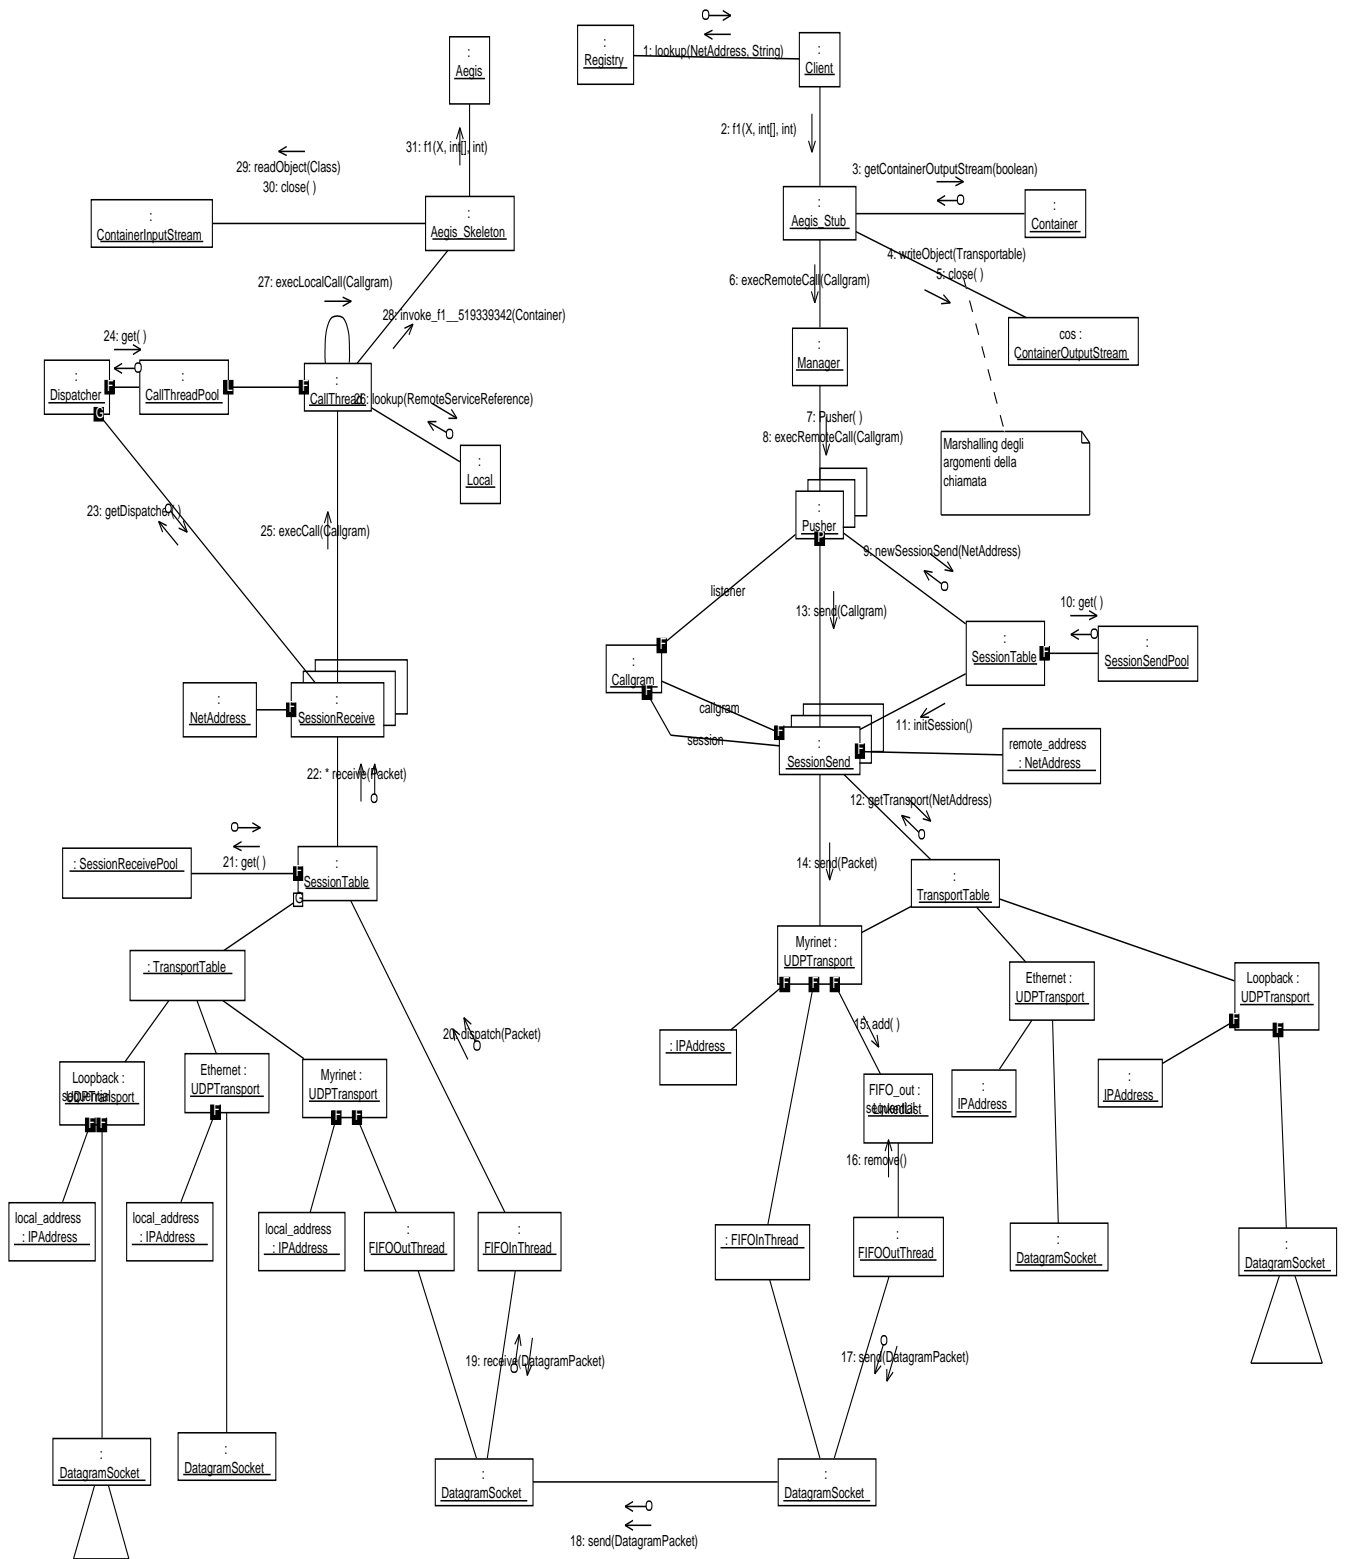 1: lookup(NetAddress, String)
:
Registry
:
Client
:
Aegis
2: f1(X, int[], int)
31: f1(X, int[], int)
29: readObject(Class)
30: close( )
3: getContainerOutputStream(boolean)
:
ContainerInputStream
:
Aegis_Skeleton
:
Aegis_Stub
:
Container
4: writeObject(Transportable)
5: close( )
27: execLocalCall(Callgram)
6: execRemoteCall(Callgram)
28: invoke_f1__519339342(Container)
cos :
ContainerOutputStream
24: get( )
:
Dispatcher
F
G
:
CallThreadPool
L
F
:
CallThread
26: lookup(RemoteServiceReference)
:
Manager
7: Pusher( )
8: execRemoteCall(Callgram)
Marshalling degli
argomenti della
chiamata
:
Local
23: getDispatcher( )
25: execCall(Callgram)
:
Pusher
P
9: newSessionSend(NetAddress)
listener
13: send(Callgram)
10: get( )
:
SessionTable
F
:
SessionSendPool
F
:
Callgram
F
callgram
session
11: initSession()
:
NetAddress
F
:
SessionReceive
F
:
SessionSend
F
remote_address
: NetAddress
22: * receive(Packet)
12: getTransport(NetAddress)
21: get( )
: SessionReceivePool
F
:
SessionTable
G
14: send(Packet)
:
TransportTable
: TransportTable
Myrinet :
UDPTransport
F
F
F
Ethernet :
UDPTransport
Loopback :
UDPTransport
F
F
20: dispatch(Packet)
15: add( )
: IPAddress
Loopback :
UDPTransport
sequential
F
F
Ethernet :
UDPTransport
F
Myrinet :
UDPTransport
F
F
FIFO_out :
LinkedList
sequential
:
IPAddress
:
IPAddress
16: remove()
local_address
: IPAddress
local_address
: IPAddress
local_address
: IPAddress
:
FIFOOutThread
:
FIFOInThread
: FIFOInThread
:
FIFOOutThread
:
DatagramSocket
:
DatagramSocket
19: receive(DatagramPacket)
17: send(DatagramPacket)
:
DatagramSocket
:
DatagramSocket
:
DatagramSocket
:
DatagramSocket
18: send(DatagramPacket)